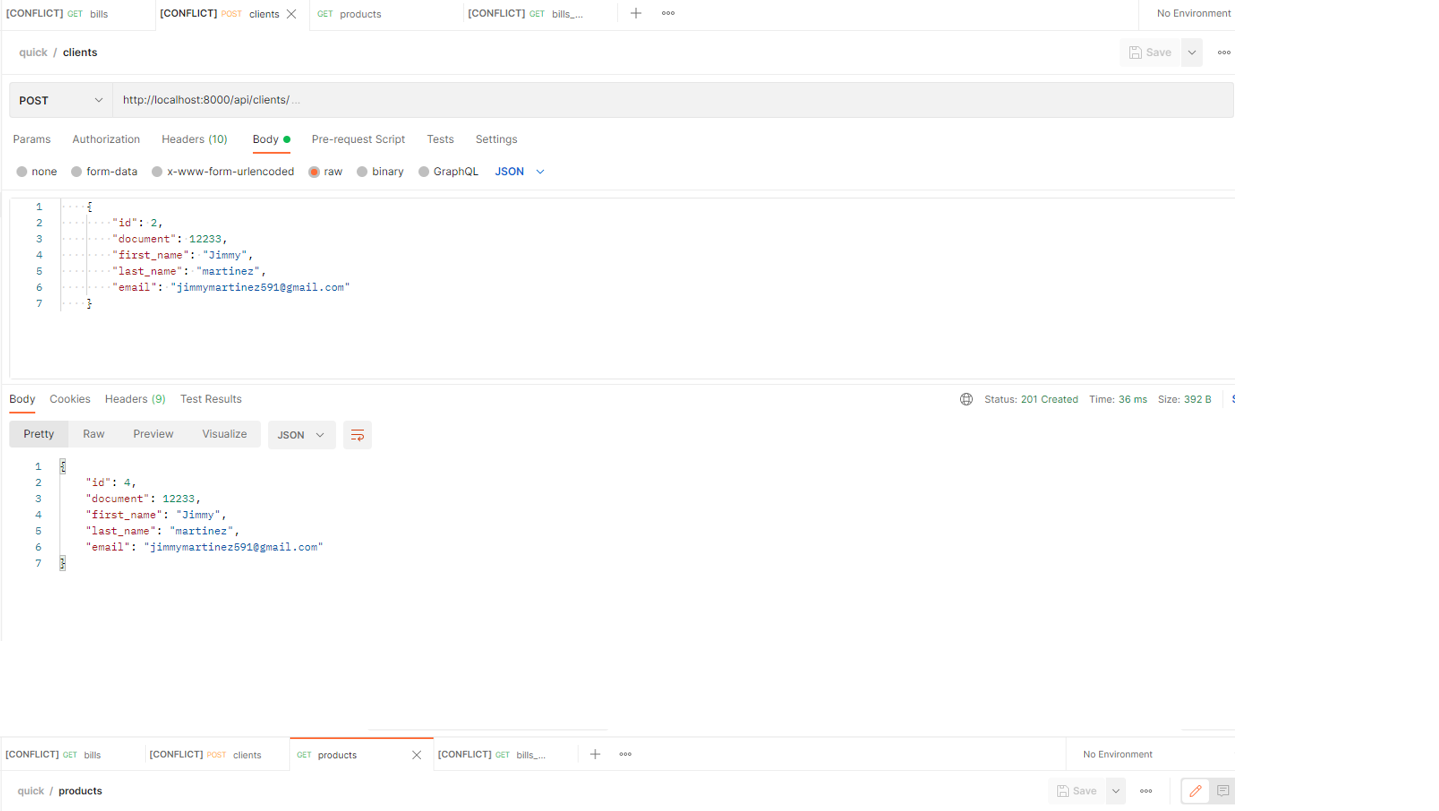 [CONFLICT] GET bills [CONFLICT] POST clients GET products [CONFLICT] GET bills_... No Environment
quick / clients Save
POST http://localhost:8000/api/clients/ ...
Params Authorization Headers (10) Body Pre-request Script Tests Settings
none form-data x-www-form-urlencoded raw binary GraphQL JSON
1 {
2 "id": 2,
3 "document": 12233,
4 "first_name": "Jimmy",
5 "last_name": "martinez",
6 "email": "jimmymartinez591@gmail.com"
7 }
Body Cookies Headers (9) Test Results Status: 201 Created Time: 36 ms Size: 392 B
Pretty Raw Preview Visualize JSON
1 {
2 "id": 4,
3 "document": 12233,
4 "first_name": "Jimmy",
5 "last_name": "martinez",
6 "email": "jimmymartinez591@gmail.com"
7 }
[CONFLICT] GET bills [CONFLICT] POST clients GET products [CONFLICT] GET bills_... No Environment
quick / products Save